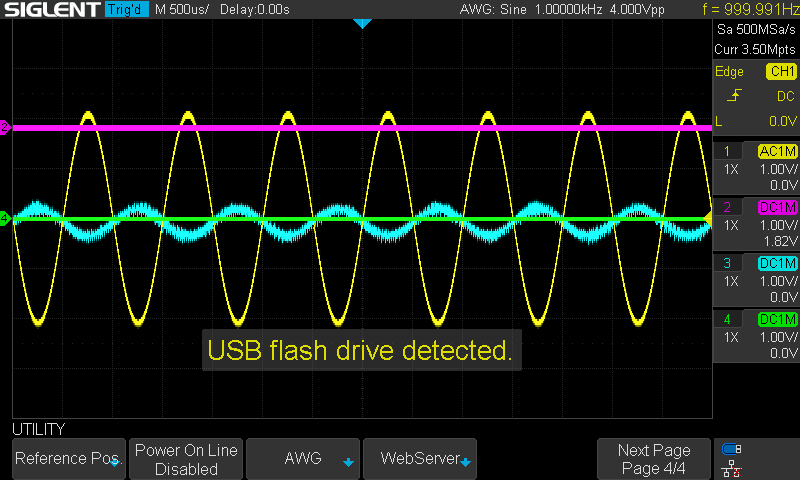 SIGLENT Trig'd M 500us/ Delay:0.00s AWG: Sine 1.00000kHz 4.000Vpp f = 999.991Hz
Sa 500MSa/s
Curr 3.50Mpts
Edge CH1
DC
L 0.0V
1 AC1M
1X 1.00V/
0.0V
2 DC1M
1X 1.00V/
1.82V
3 DC1M
1X 1.00V/
0.0V
4 DC1M
1X 1.00V/
0.0V
2
4
USB flash drive detected.
UTILITY
Reference Pos.
Power On Line
Disabled
AWG
WebServer
Next Page
Page 4/4